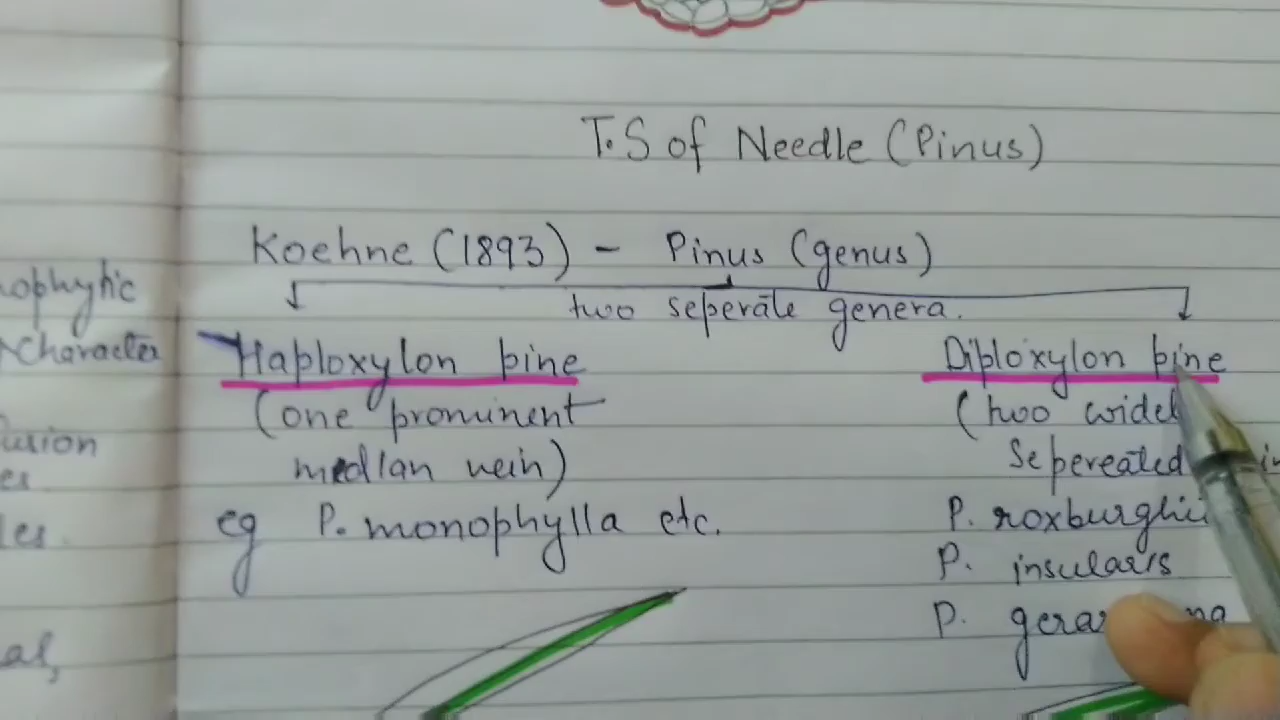 T.S of Needle (Pinus)
Koehne (1893) - Pinus (genus)
two seperate genera.
Haploxylon pine
(one prominent
median vein)
eg P. monophylla etc.
Diploxylon pine
(two
Sepereated
P. roxburghii
P. insularis
P.
Character